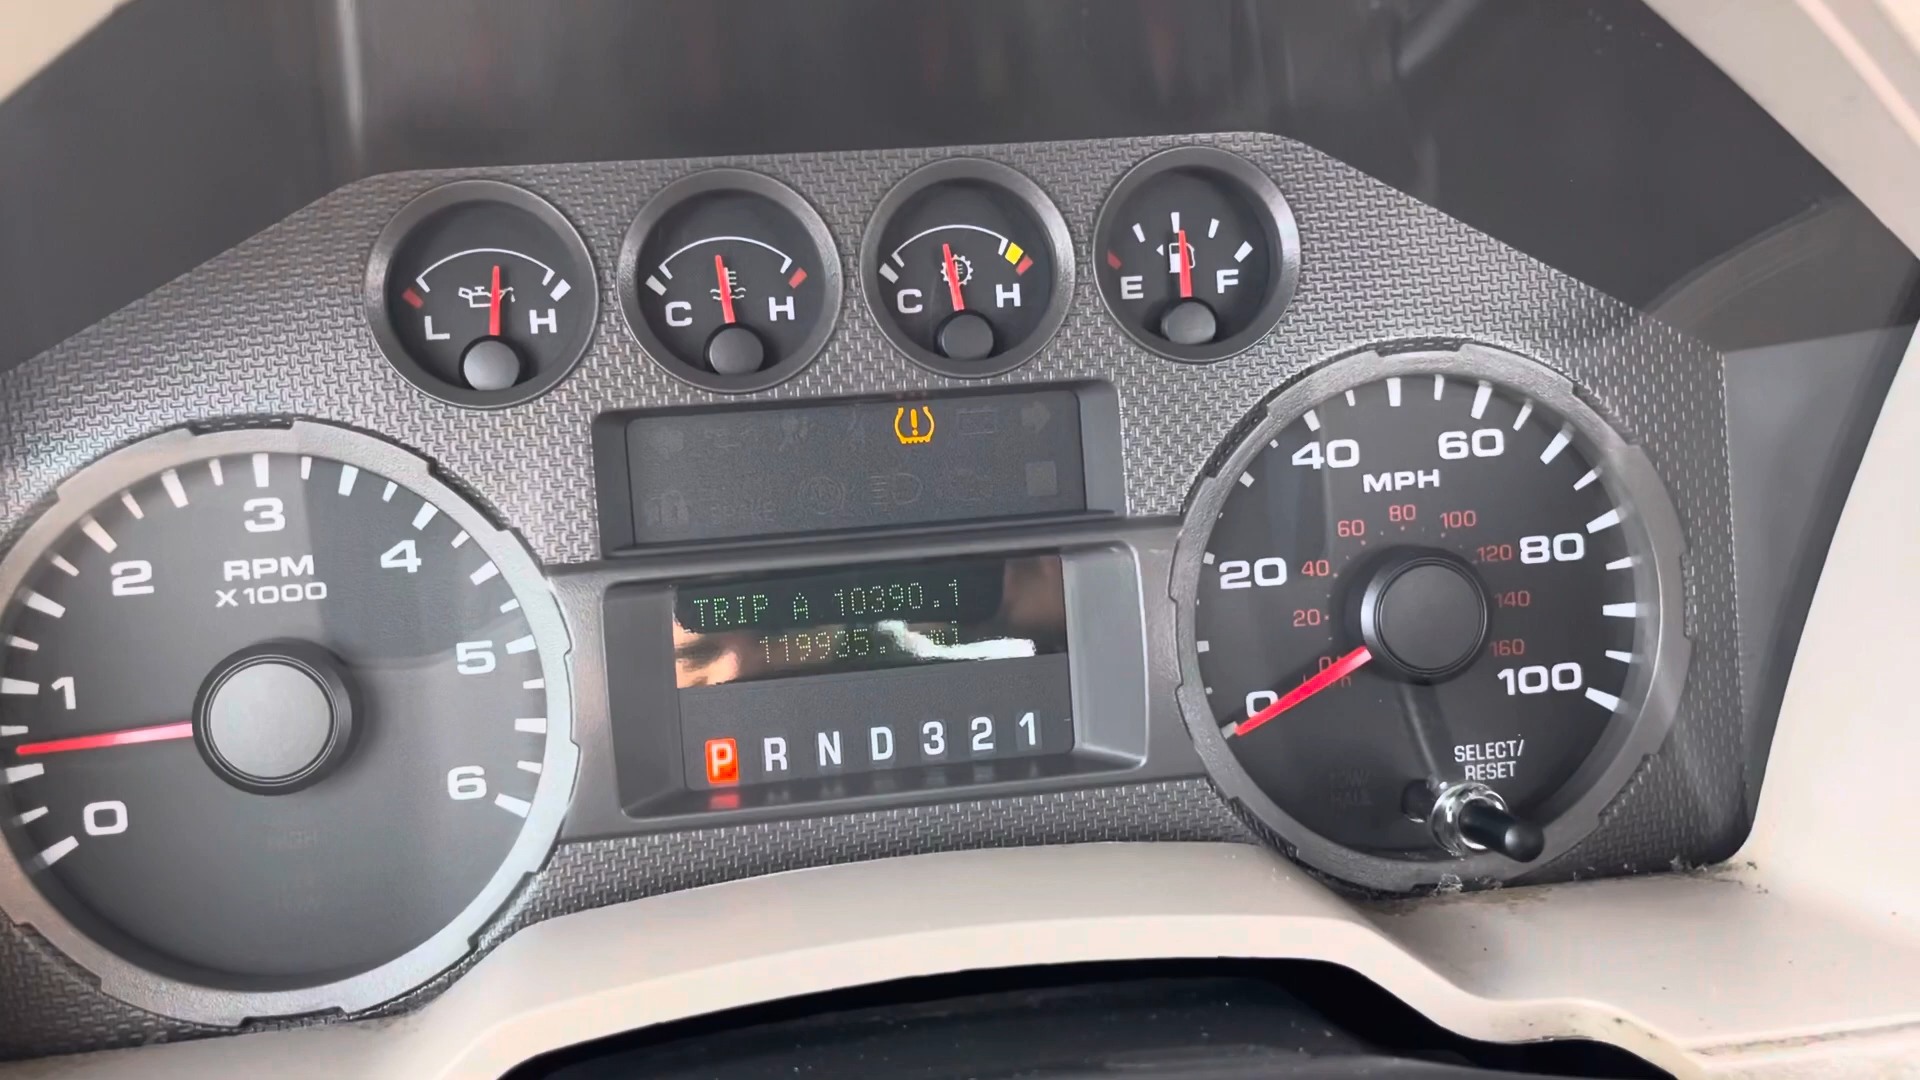 L H
C H
C H
E F
0 1 2 3 4 5 6
RPM
X1000
TRIP A 10390.1
119935. mi
P R N D 3 2 1
0 20 40 60 80 100
MPH
20 40 60 80 100 120 140 160
SELECT/
RESET